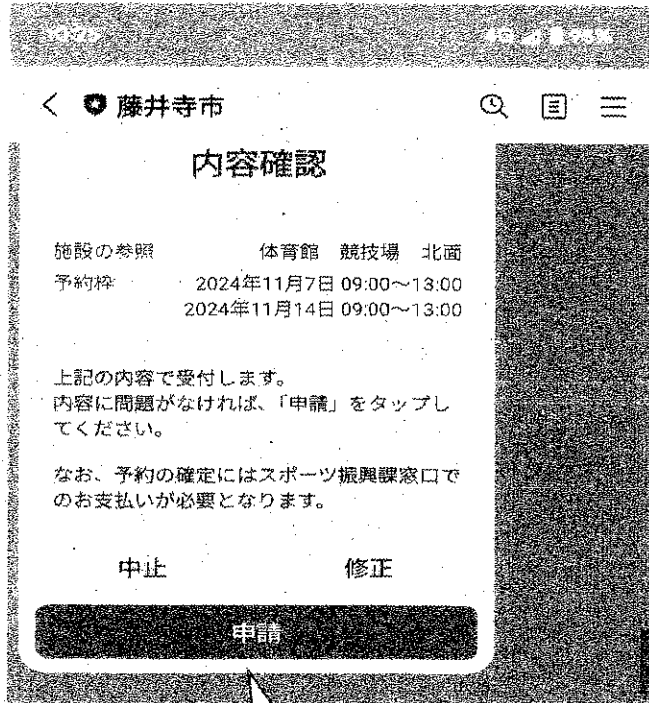 藤井寺市
内容確認
施設の参照 体育館 競技場 北面
予約枠 2024年11月7日 09:00〜13:00
2024年11月14日 09:00〜13:00
上記の内容で受付します。
内容に問題がなければ、「申請」をタップし
てください。
なお、予約の確定にはスポーツ振興課窓口で
のお支払いが必要となります。
中止 修正
申請